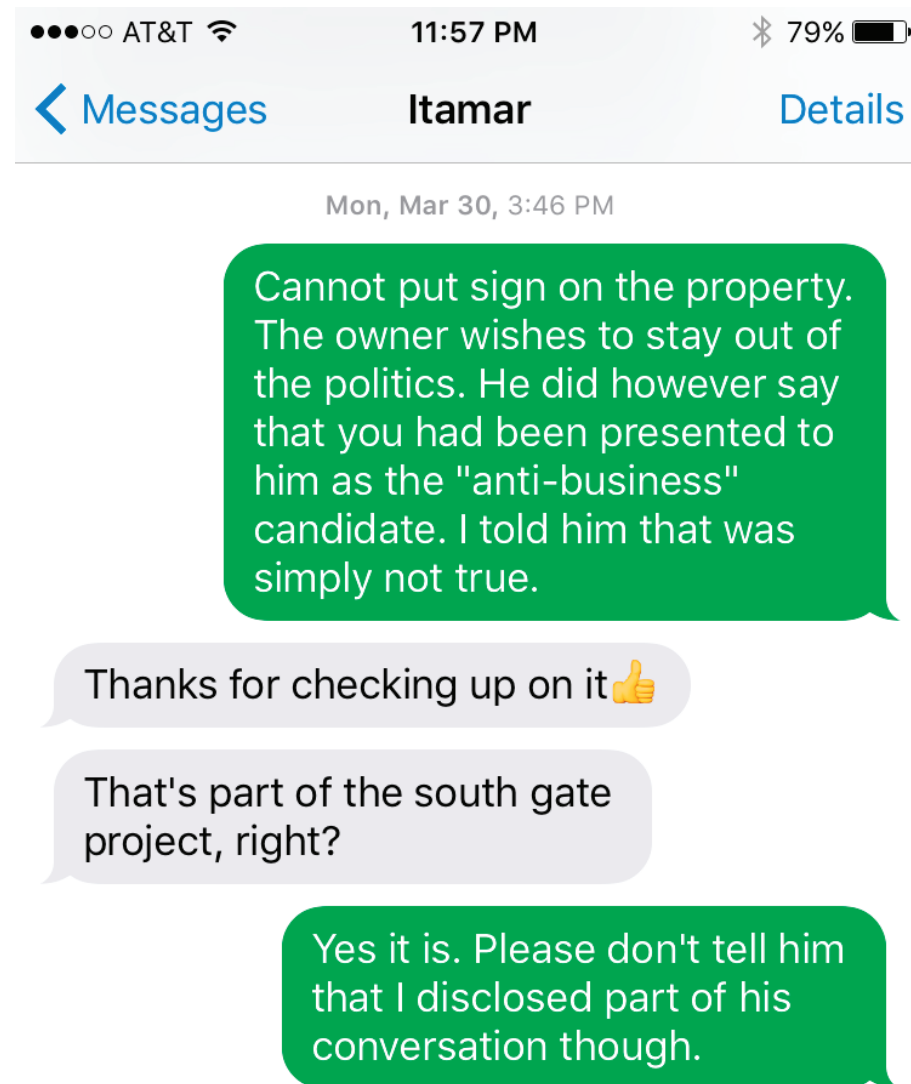 AT&T 11:57 PM 79%
Messages Itamar Details
Mon, Mar 30, 3:46 PM
Cannot put sign on the property.
The owner wishes to stay out of
the politics. He did however say
that you had been presented to
him as the "anti-business"
candidate. I told him that was
simply not true.
Thanks for checking up on it👍
That's part of the south gate
project, right?
Yes it is. Please don't tell him
that I disclosed part of his
conversation though.